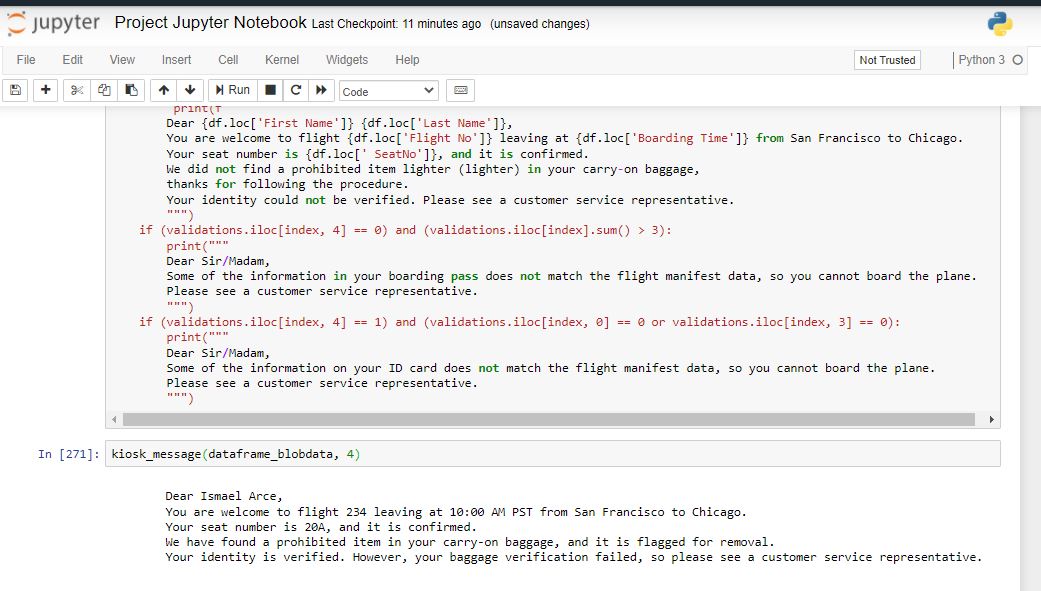 jupyter Project Jupyter Notebook Last Checkpoint: 11 minutes ago (unsaved changes)
File Edit View Insert Cell Kernel Widgets Help Not Trusted Python 3
Run Code
print(f
Dear {df.loc['First Name']} {df.loc['Last Name']},
You are welcome to flight {df.loc['Flight No']} leaving at {df.loc['Boarding Time']} from San Francisco to Chicago.
Your seat number is {df.loc[' SeatNo']}, and it is confirmed.
We did not find a prohibited item lighter (lighter) in your carry-on baggage,
thanks for following the procedure.
Your identity could not be verified. Please see a customer service representative.
""")
if (validations.iloc[index, 4] == 0) and (validations.iloc[index].sum() > 3):
print("""
Dear Sir/Madam,
Some of the information in your boarding pass does not match the flight manifest data, so you cannot board the plane.
Please see a customer service representative.
""")
if (validations.iloc[index, 4] == 1) and (validations.iloc[index, 0] == 0 or validations.iloc[index, 3] == 0):
print("""
Dear Sir/Madam,
Some of the information on your ID card does not match the flight manifest data, so you cannot board the plane.
Please see a customer service representative.
""")
In [271]: kiosk_message(dataframe_blobdata, 4)
Dear Ismael Arce,
You are welcome to flight 234 leaving at 10:00 AM PST from San Francisco to Chicago.
Your seat number is 20A, and it is confirmed.
We have found a prohibited item in your carry-on baggage, and it is flagged for removal.
Your identity is verified. However, your baggage verification failed, so please see a customer service representative.